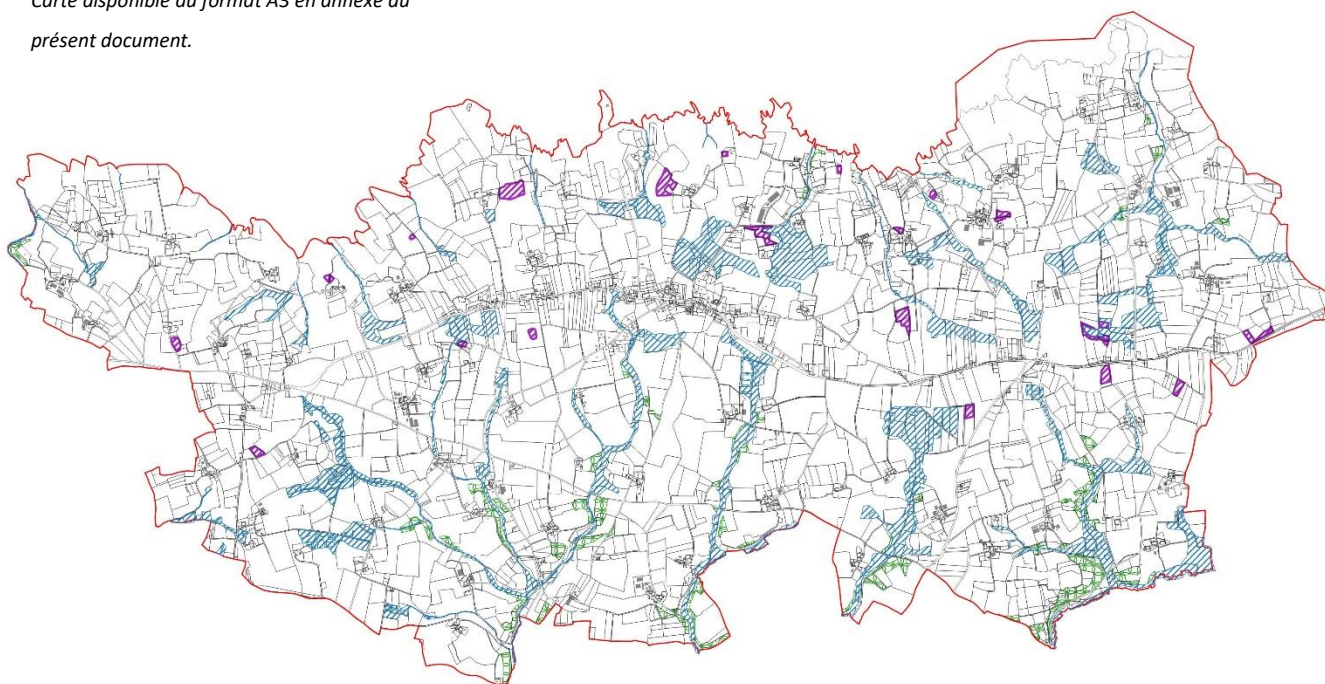 Carte disponible au format A3 en annexe du
présent document.